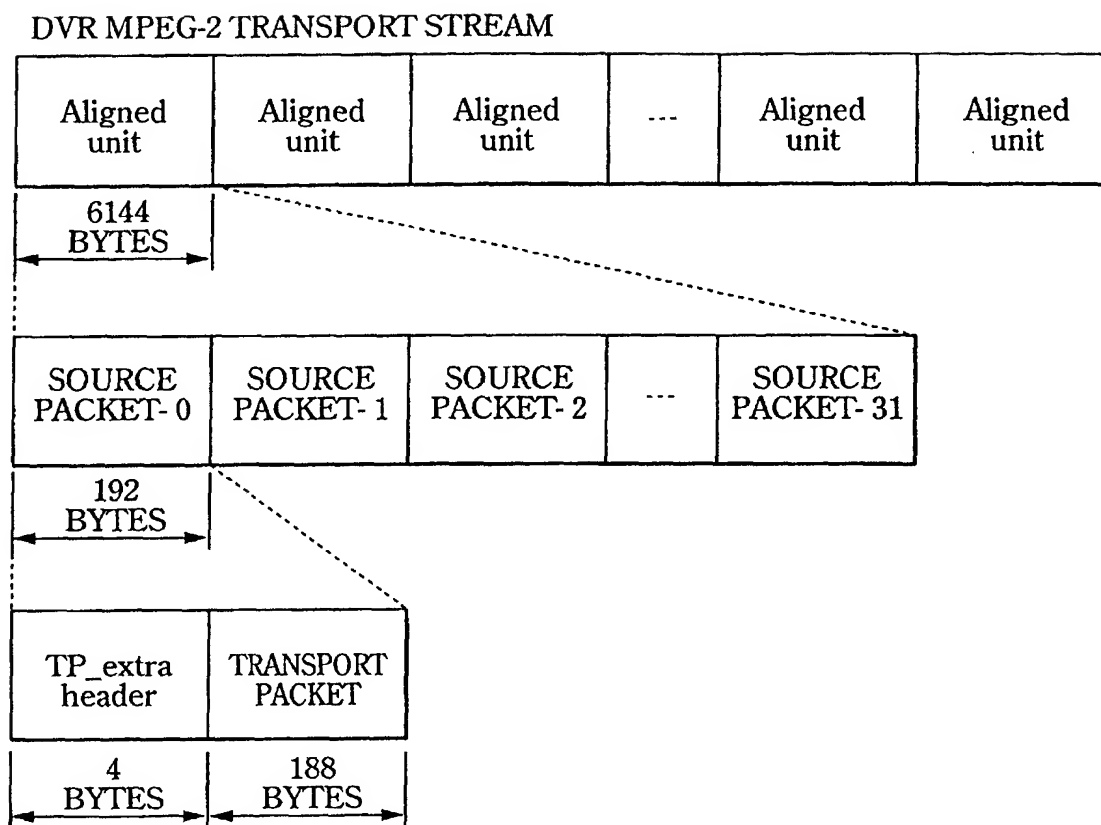 DVR MPEG-2 TRANSPORT STREAM
Aligned unit
Aligned unit
Aligned unit
---
Aligned unit
Aligned unit
6144 BYTES
SOURCE PACKET- 0
SOURCE PACKET- 1
SOURCE PACKET- 2
---
SOURCE PACKET- 31
192 BYTES
TP_extra header
TRANSPORT PACKET
4 BYTES
188 BYTES